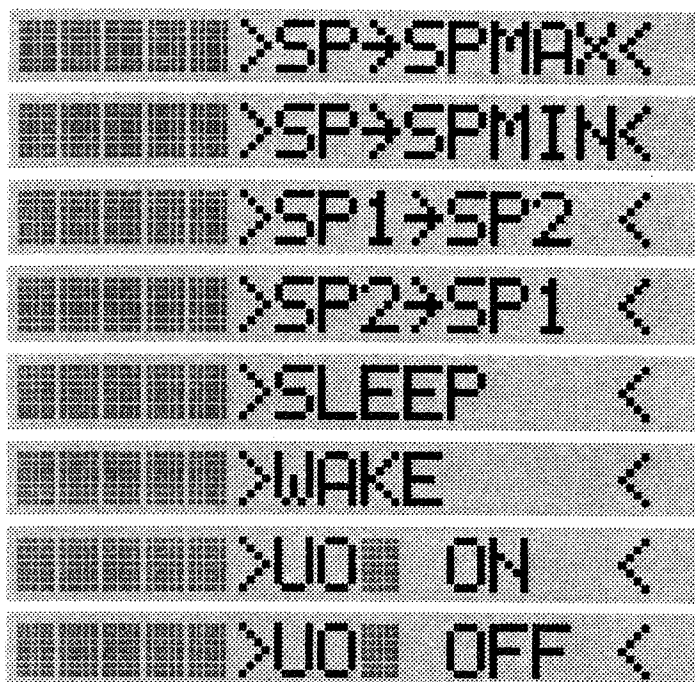 >SP→SPMAX<
>SP→SPMIN<
>SP1→SP2 <
>SP2→SP1 <
>SLEEP <
>WAKE <
>UO▒ ON <
>UO▒ OFF <